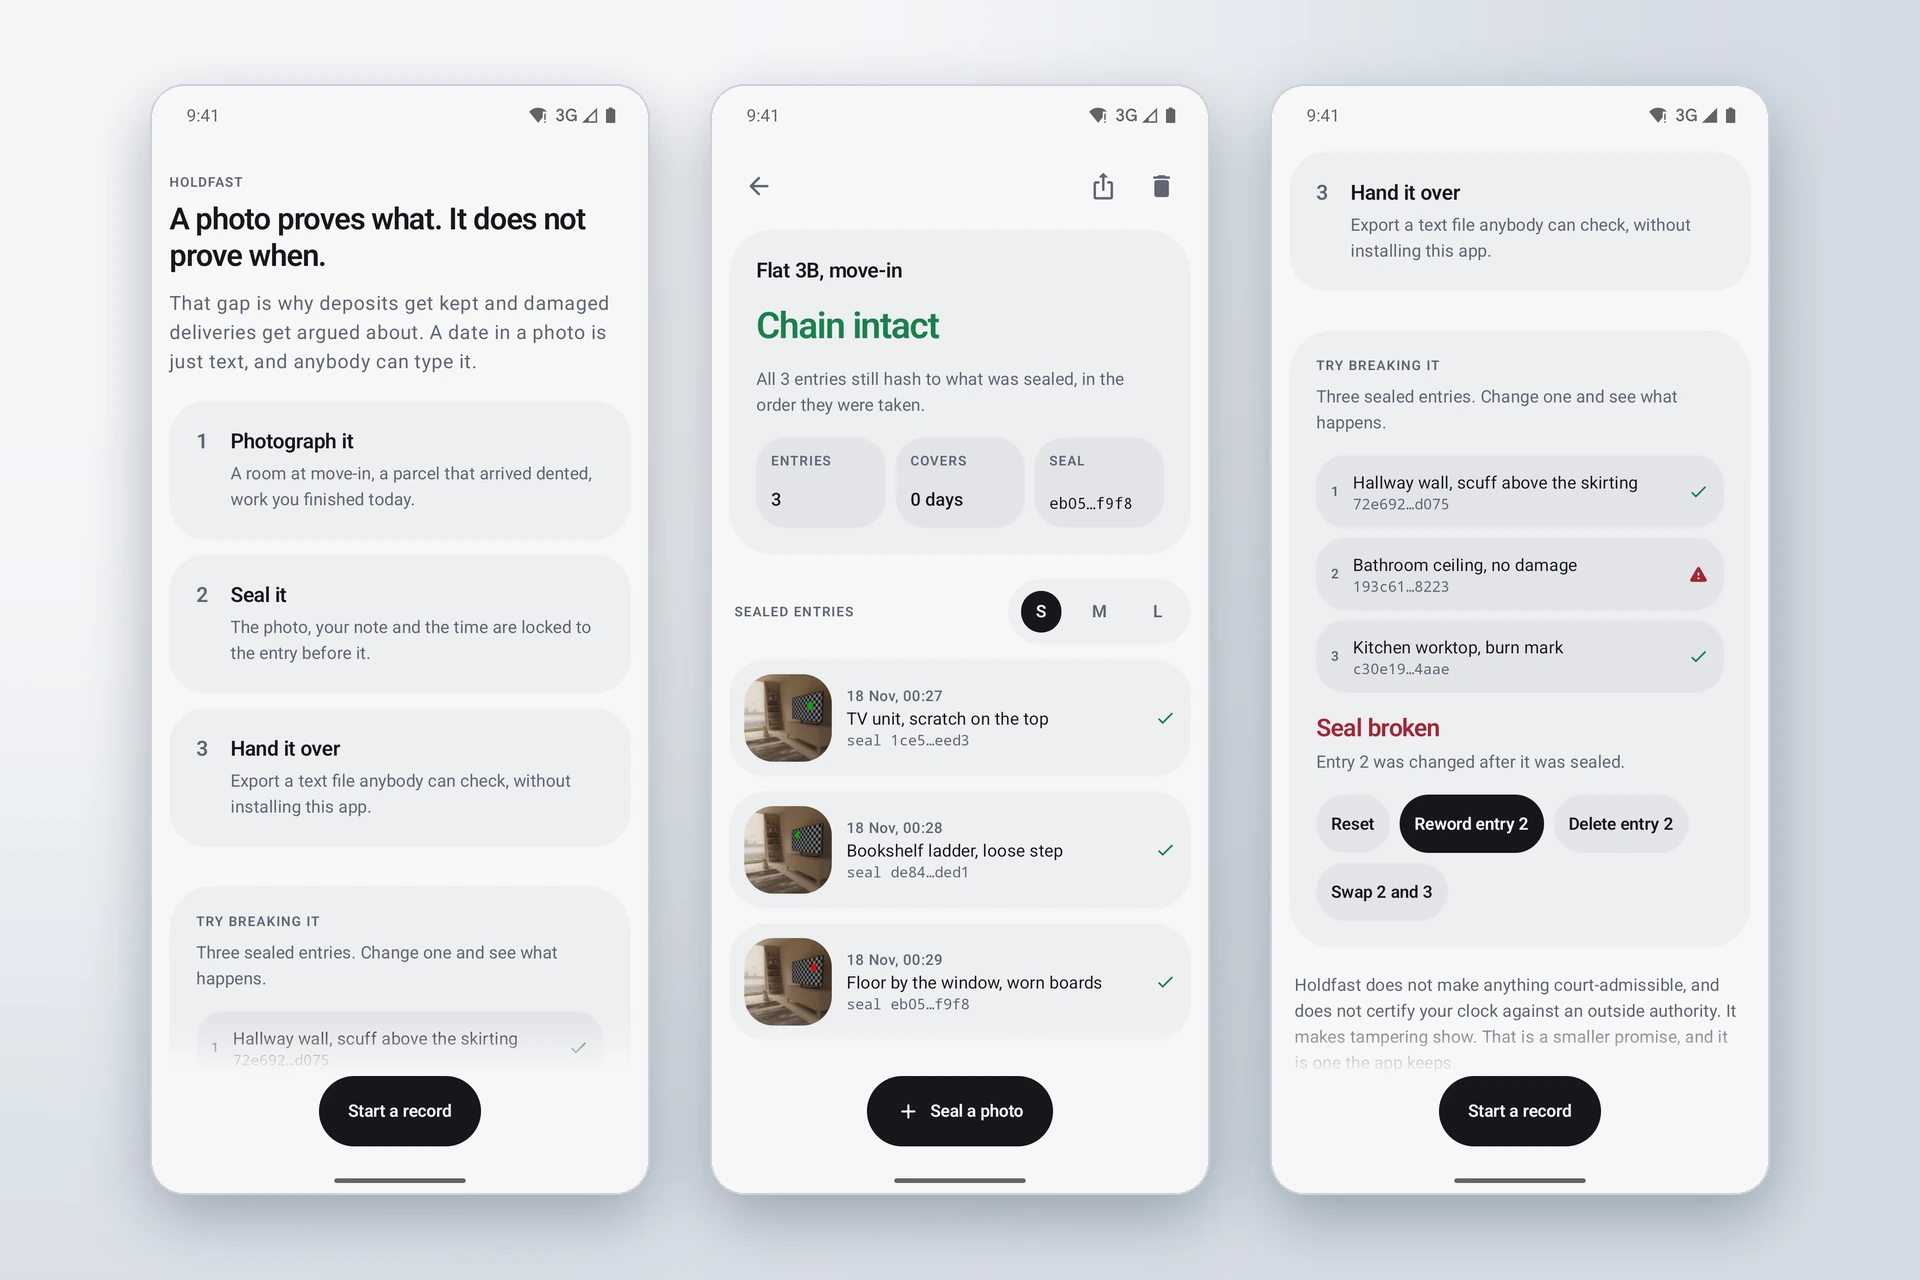 9:41
3G
HOLDFAST
A photo proves what. It does not
prove when.
That gap is why deposits get kept and damaged
deliveries get argued about. A date in a photo is
just text, and anybody can type it.
1 Photograph it
A room at move-in, a parcel that arrived dented,
work you finished today.
2 Seal it
The photo, your note and the time are locked to
the entry before it.
3 Hand it over
Export a text file anybody can check, without
installing this app.
TRY BREAKING IT
Three sealed entries. Change one and see what
happens.
1 Hallway wall, scuff above the skirting
72e692…d075
Start a record
9:41
3G
Flat 3B, move-in
Chain intact
All 3 entries still hash to what was sealed, in the
order they were taken.
ENTRIES
3
COVERS
0 days
SEAL
eb05…f9f8
SEALED ENTRIES
S M L
18 Nov, 00:27
TV unit, scratch on the top
seal 1ce5…eed3
18 Nov, 00:28
Bookshelf ladder, loose step
seal de84…ded1
18 Nov, 00:29
Floor by the window, worn boards
seal eb05…f9f8
+ Seal a photo
9:41
3G
3 Hand it over
Export a text file anybody can check, without
installing this app.
TRY BREAKING IT
Three sealed entries. Change one and see what
happens.
1 Hallway wall, scuff above the skirting
72e692…d075
2 Bathroom ceiling, no damage
193c61…8223
3 Kitchen worktop, burn mark
c30e19…4aae
Seal broken
Entry 2 was changed after it was sealed.
Reset
Reword entry 2
Delete entry 2
Swap 2 and 3
Holdfast does not make anything court-admissible, and
does not certify your clock against an outside authority. It
makes tampering show. That is a smaller promise, and it
is one the app keeps.
Start a record